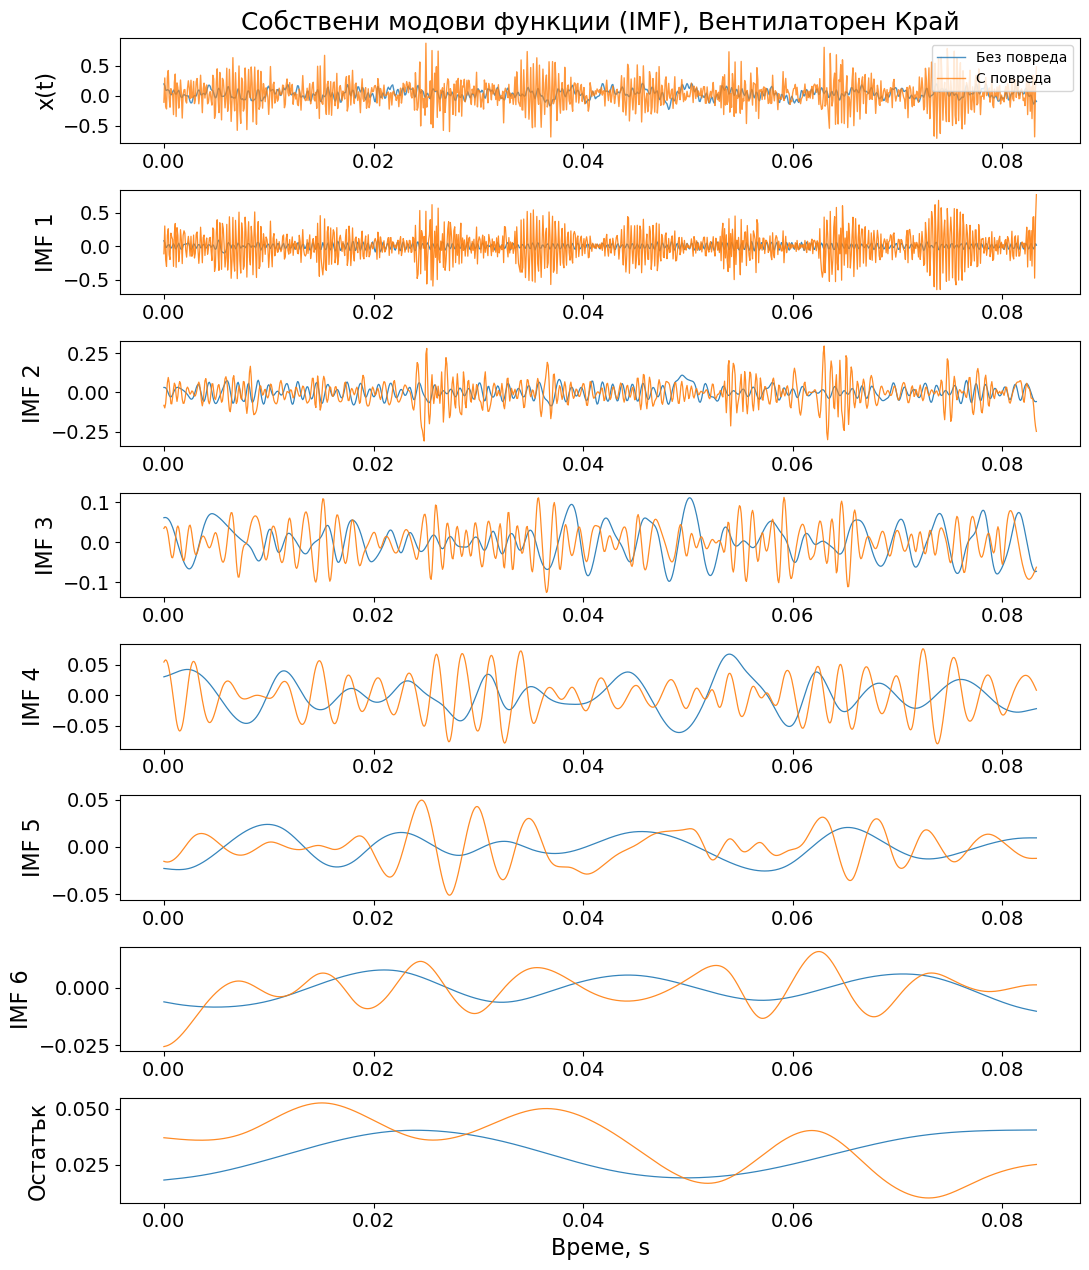 Собствени модови функции (IMF), Вентилаторен Край
x(t)
0.5
0.0
−0.5
Без повреда
С повреда
0.00 0.02 0.04 0.06 0.08
IMF 1
0.5
0.0
−0.5
0.00 0.02 0.04 0.06 0.08
IMF 2
0.25
0.00
−0.25
0.00 0.02 0.04 0.06 0.08
IMF 3
0.1
0.0
−0.1
0.00 0.02 0.04 0.06 0.08
IMF 4
0.05
0.00
−0.05
0.00 0.02 0.04 0.06 0.08
IMF 5
0.05
0.00
−0.05
0.00 0.02 0.04 0.06 0.08
IMF 6
0.000
−0.025
0.00 0.02 0.04 0.06 0.08
Остатък
0.050
0.025
0.00 0.02 0.04 0.06 0.08
Време, s